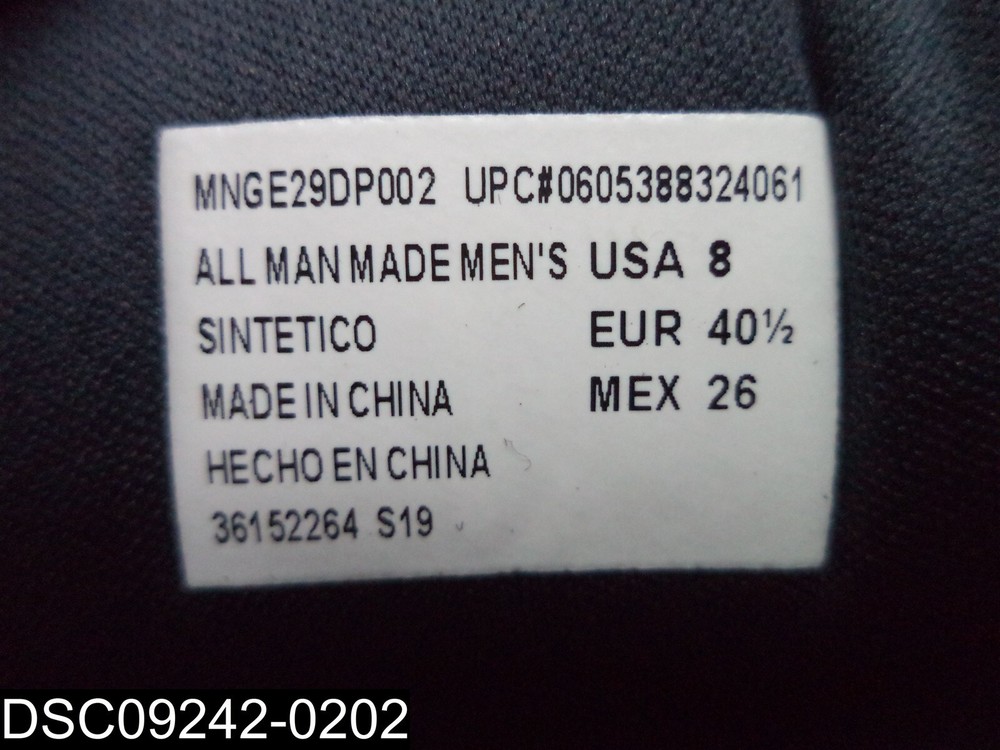 MNGE29DP002 UPC#0605388324061
ALL MAN MADE MEN'S USA 8
SINTETICO EUR 40½
MADE IN CHINA MEX 26
HECHO EN CHINA
36152264 S19
DSC09242-0202